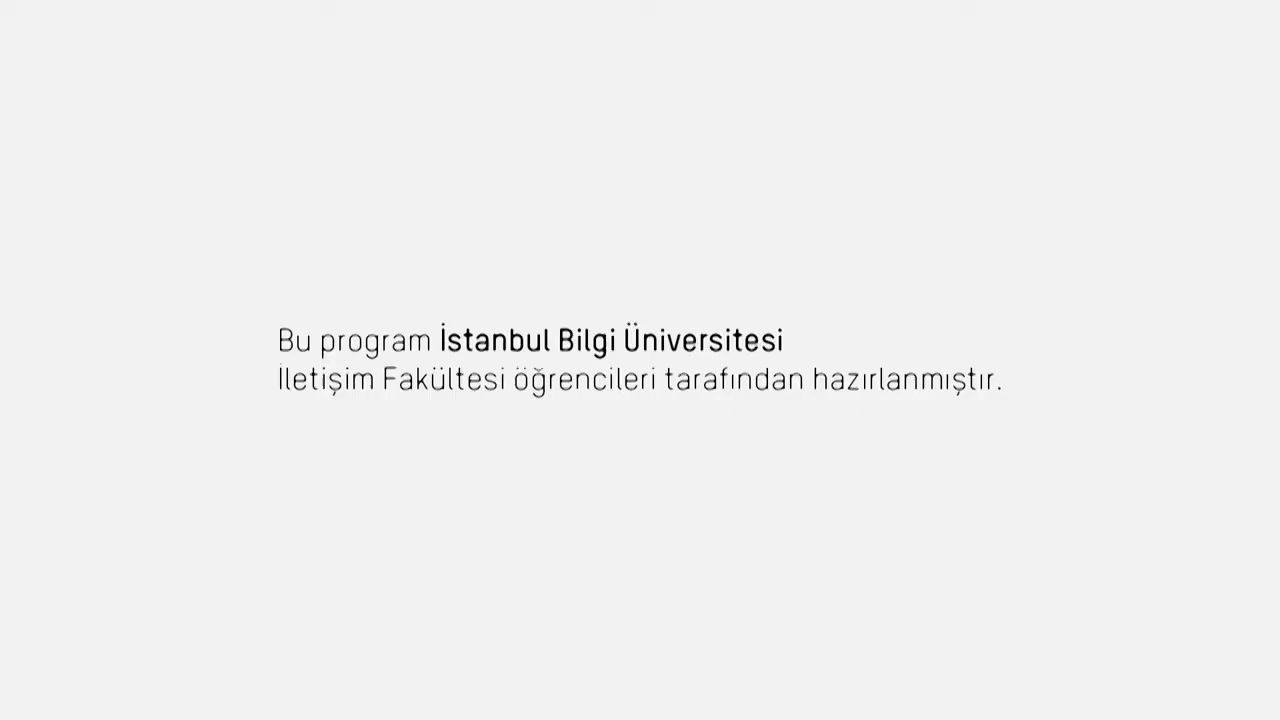 Bu program İstanbul Bilgi Üniversitesi
İletişim Fakültesi öğrencileri tarafından hazırlanmıştır.